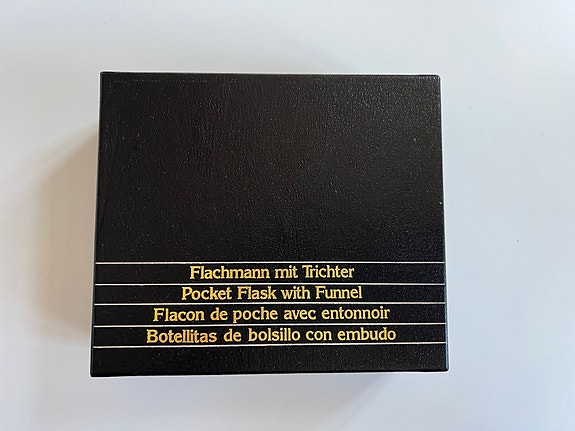 Flachmann mit Trichter
Pocket Flask with Funnel
Flacon de poche avec entonnoir
Botellitas de bolsillo con embudo